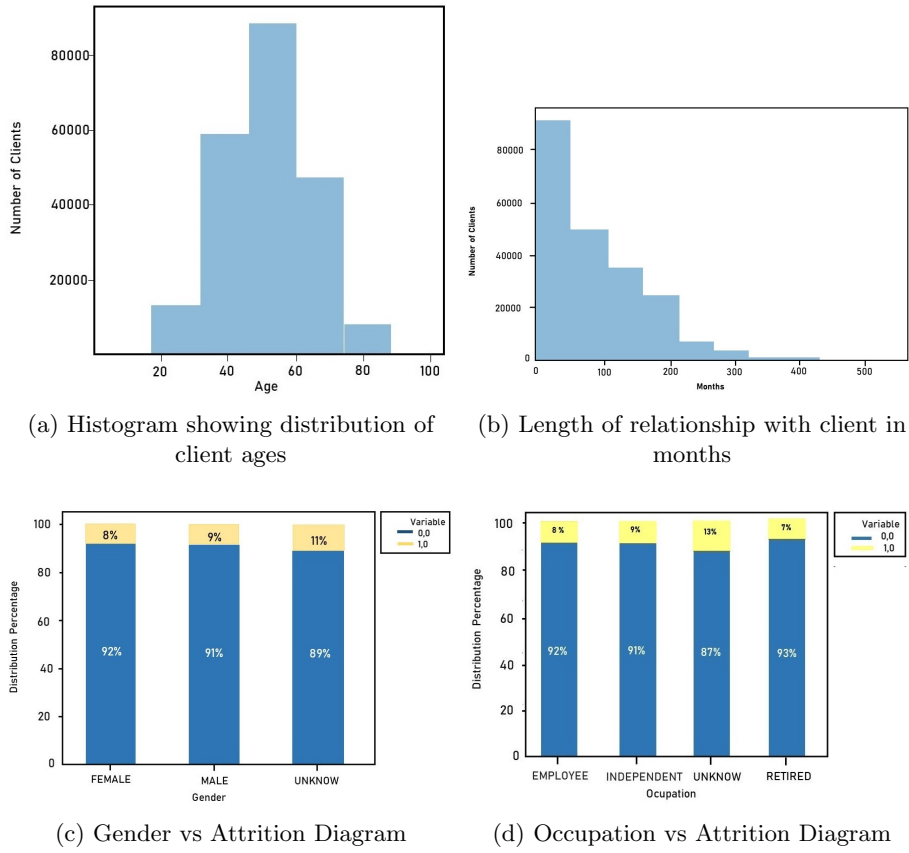 80000
60000
40000
20000
Number of Clients
20 40 60 80 100
Age
80000
60000
40000
20000
0
Number of Clients
0 100 200 300 400 500
Months
(a) Histogram showing distribution of
client ages
(b) Length of relationship with client in
months
100
80
60
40
20
0
Distribution Percentage
8% 9% 11%
92% 91% 89%
FEMALE MALE UNKNOW
Gender
Variable
0,0
1,0
(c) Gender vs Attrition Diagram
100
80
60
40
20
0
Distribution Percentage
8 % 9% 13% 7%
92% 91% 87% 93%
EMPLOYEE INDEPENDENT UNKNOW RETIRED
Ocupation
Variable
0,0
1,0
(d) Occupation vs Attrition Diagram